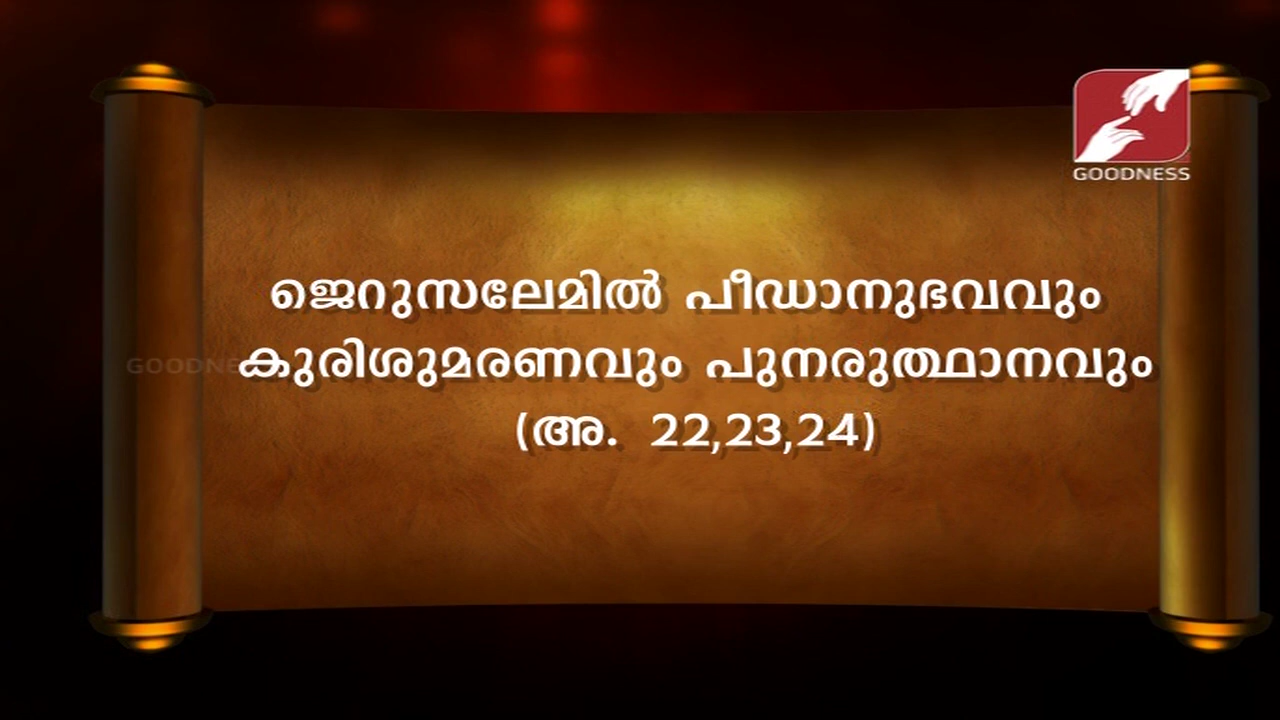 GOODNESS
ജെറുസലേമിൽ പീഡാനുഭവവും
കുരിശുമരണവും പുനരുത്ഥാനവും
(അ. 22,23,24)